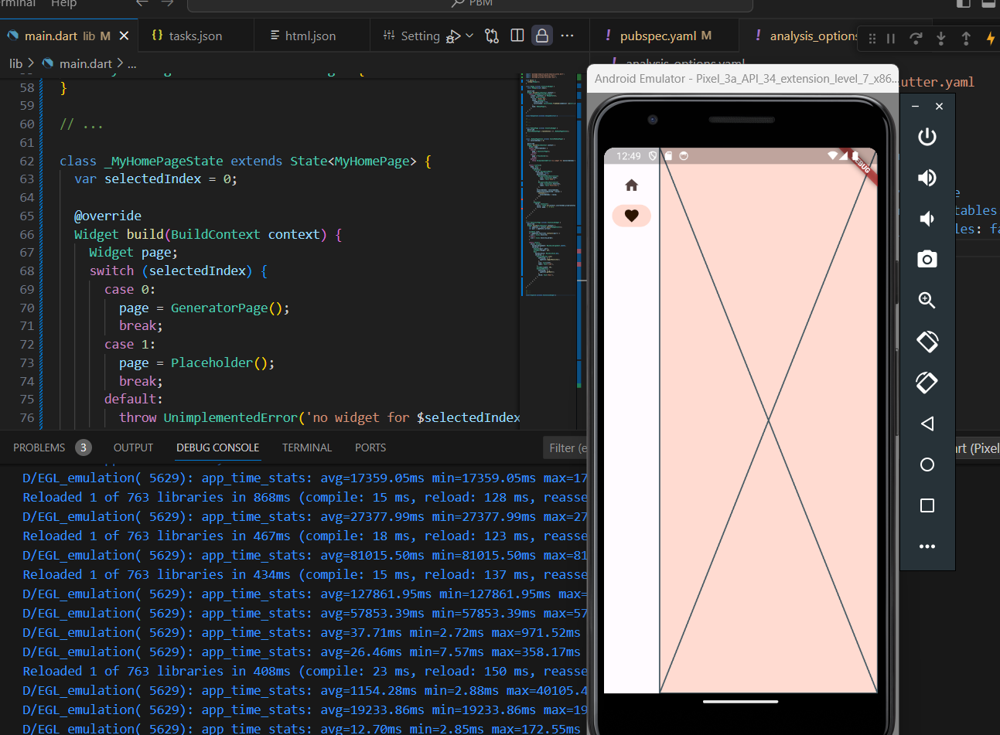 rminal Help
PBM
main.dart lib M
tasks.json
html.json
Setting
pubspec.yaml M
analysis_options
lib > main.dart > ...
analysis_options.yaml
58 }
59
60 // ...
61
62 class _MyHomePageState extends State<MyHomePage> {
63 var selectedIndex = 0;
64
65 @override
66 Widget build(BuildContext context) {
67 Widget page;
68 switch (selectedIndex) {
69 case 0:
70 page = GeneratorPage();
71 break;
72 case 1:
73 page = Placeholder();
74 break;
75 default:
76 throw UnimplementedError('no widget for $selectedIndex
utter.yaml
e
tables
les: fa
Android Emulator - Pixel_3a_API_34_extension_level_7_x86...
12:49
DEBUG
PROBLEMS 3 OUTPUT DEBUG CONSOLE TERMINAL PORTS
Filter (e
art (Pixel
D/EGL_emulation( 5629): app_time_stats: avg=17359.05ms min=17359.05ms max=17
Reloaded 1 of 763 libraries in 868ms (compile: 15 ms, reload: 128 ms, reasse
D/EGL_emulation( 5629): app_time_stats: avg=27377.99ms min=27377.99ms max=27
Reloaded 1 of 763 libraries in 467ms (compile: 18 ms, reload: 123 ms, reasse
D/EGL_emulation( 5629): app_time_stats: avg=81015.50ms min=81015.50ms max=81
Reloaded 1 of 763 libraries in 434ms (compile: 15 ms, reload: 137 ms, reasse
D/EGL_emulation( 5629): app_time_stats: avg=127861.95ms min=127861.95ms max=
D/EGL_emulation( 5629): app_time_stats: avg=57853.39ms min=57853.39ms max=57
D/EGL_emulation( 5629): app_time_stats: avg=37.71ms min=2.72ms max=971.52ms
D/EGL_emulation( 5629): app_time_stats: avg=26.46ms min=7.57ms max=358.17ms
Reloaded 1 of 763 libraries in 408ms (compile: 23 ms, reload: 150 ms, reasse
D/EGL_emulation( 5629): app_time_stats: avg=1154.28ms min=2.88ms max=40105.4
D/EGL_emulation( 5629): app_time_stats: avg=19233.86ms min=19233.86ms max=19
D/EGL_emulation( 5629): app_time_stats: avg=12.70ms min=2.85ms max=172.55ms